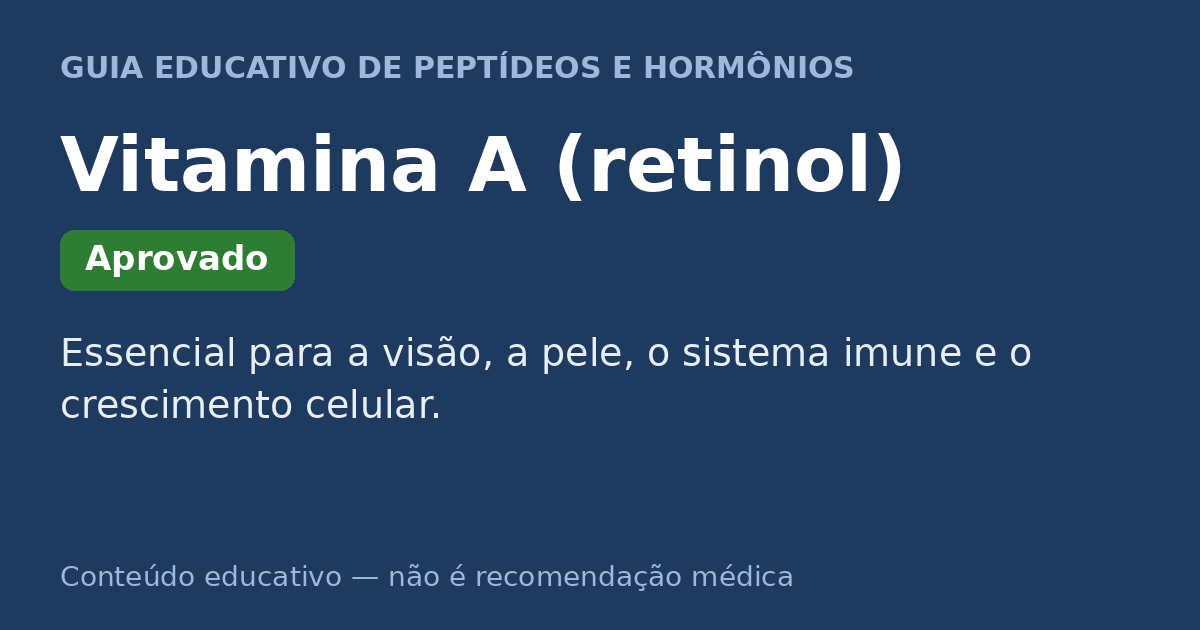 GUIA EDUCATIVO DE PEPTÍDEOS E HORMÔNIOS
Vitamina A (retinol)
Aprovado
Essencial para a visão, a pele, o sistema imune e o
crescimento celular.
Conteúdo educativo — não é recomendação médica